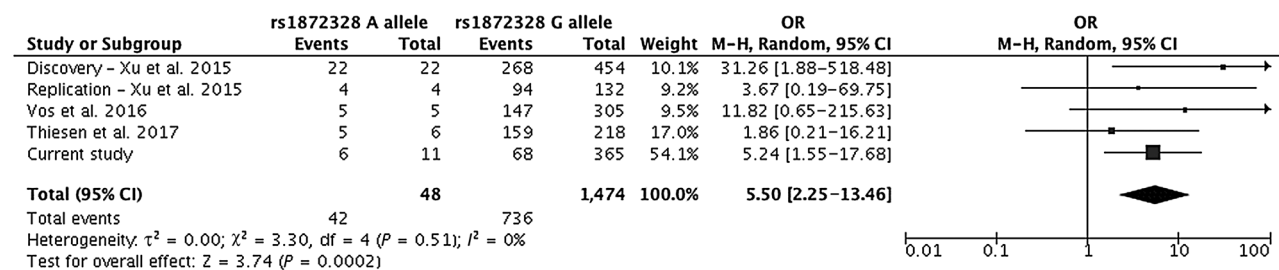 rs1872328 A allele rs1872328 G allele OR OR
Study or Subgroup Events Total Events Total Weight M–H, Random, 95% CI M–H, Random, 95% CI
Discovery – Xu et al. 2015 22 22 268 454 10.1% 31.26 [1.88–518.48]
Replication – Xu et al. 2015 4 4 94 132 9.2% 3.67 [0.19–69.75]
Vos et al. 2016 5 5 147 305 9.5% 11.82 [0.65–215.63]
Thiesen et al. 2017 5 6 159 218 17.0% 1.86 [0.21–16.21]
Current study 6 11 68 365 54.1% 5.24 [1.55–17.68]
Total (95% CI) 48 1,474 100.0% 5.50 [2.25–13.46]
Total events 42 736
Heterogeneity: τ² = 0.00; χ² = 3.30, df = 4 (P = 0.51); I² = 0%
Test for overall effect: Z = 3.74 (P = 0.0002)
0.01 0.1 1 10 100